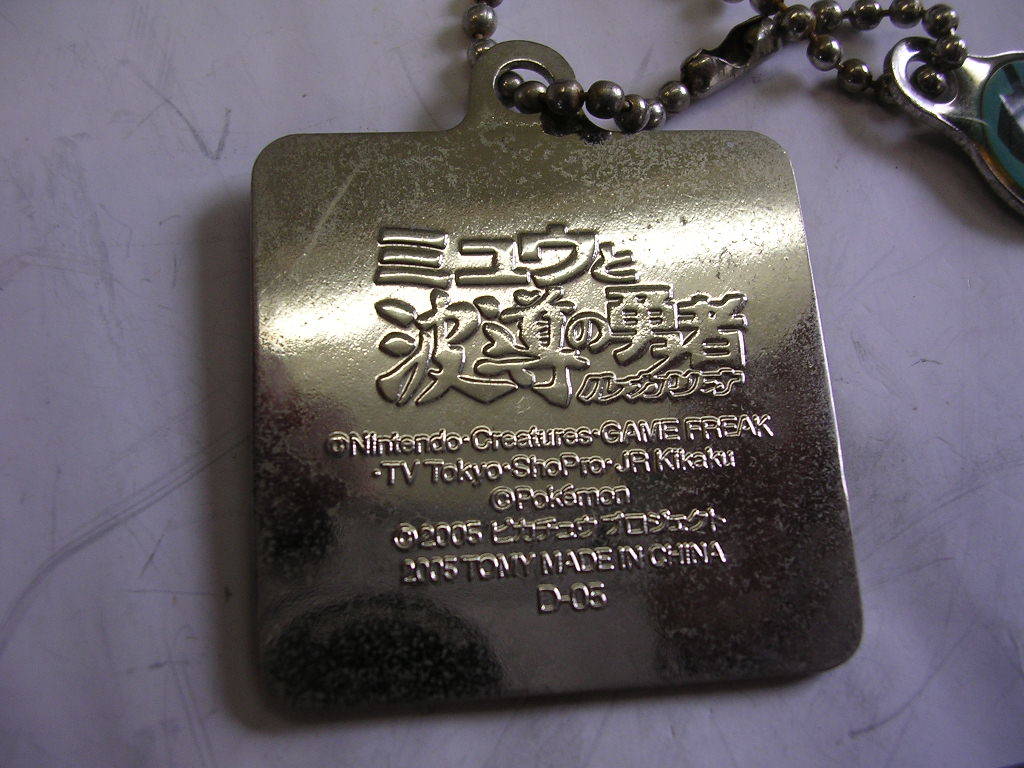 ミュウと
波導の勇者
ルカリオ
©Nintendo·Creatures·GAME FREAK
·TV Tokyo·ShoPro·JR Kikaku
©Pokémon
©2005 ピカチュウ プロジェクト
2005 TOMY MADE IN CHINA
D-05